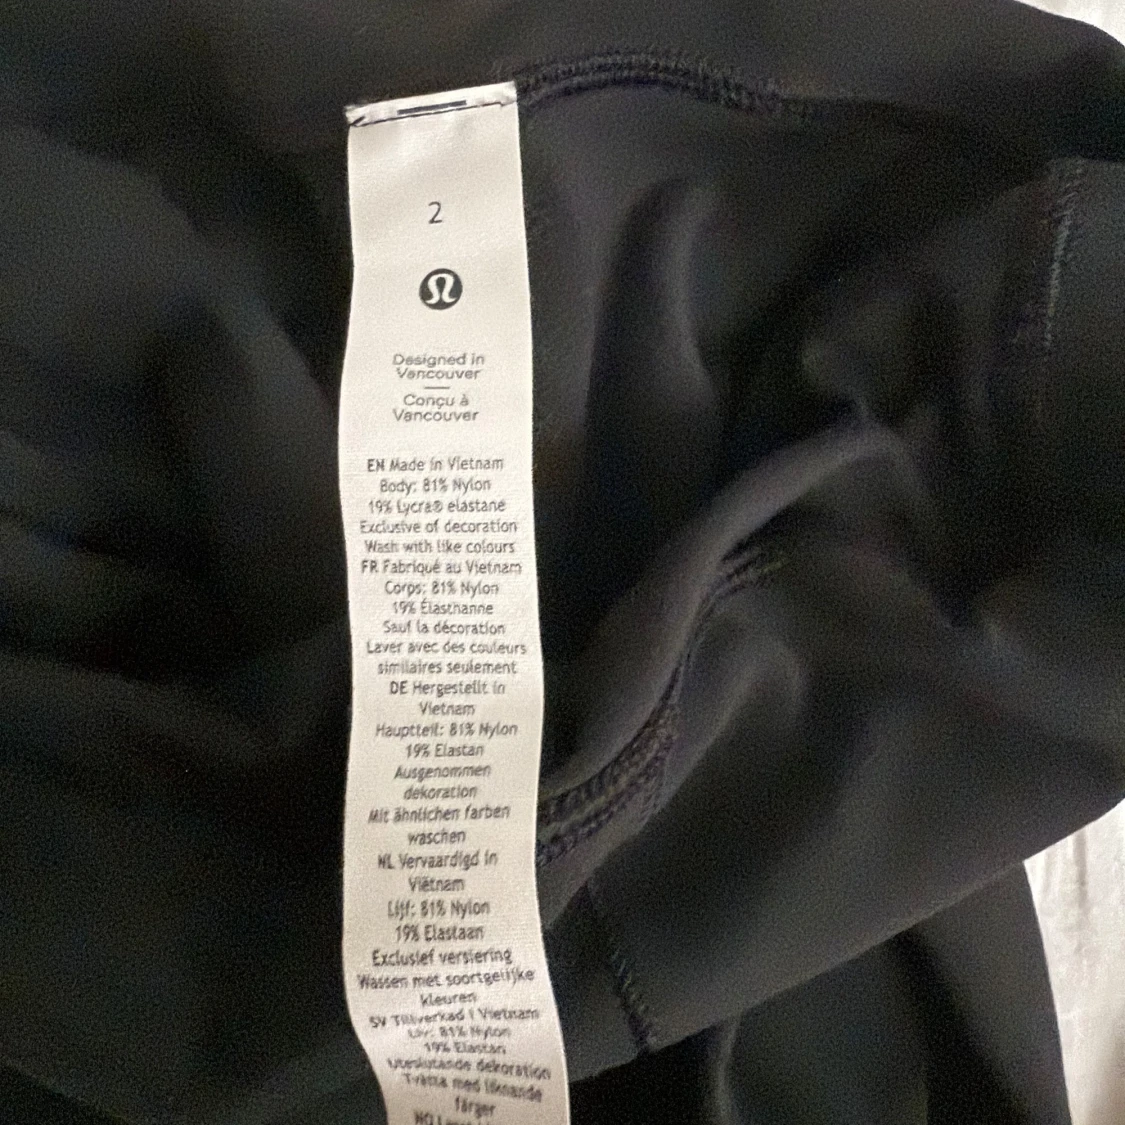 2
Designed in
Vancouver
Conçu à
Vancouver
EN Made in Vietnam
Body: 81% Nylon
19% Lycra® elastane
Exclusive of decoration
Wash with like colours
FR Fabriqué au Vietnam
Corps: 81% Nylon
19% Élasthanne
Sauf la décoration
Laver avec des couleurs
similaires seulement
DE Hergestellt in
Vietnam
Hauptteil: 81% Nylon
19% Elastan
Ausgenommen
dekoration
Mit ähnlichen farben
waschen
NL Vervaardigd in
Viëtnam
Lijf: 81% Nylon
19% Elastaan
Exclusief versiering
Wassen met soortgelijke
kleuren
SV Tillverkad i Vietnam
81% Nylon
19% Elastan
Uteslutande dekoration
Tvätta med liknande
färger
NO